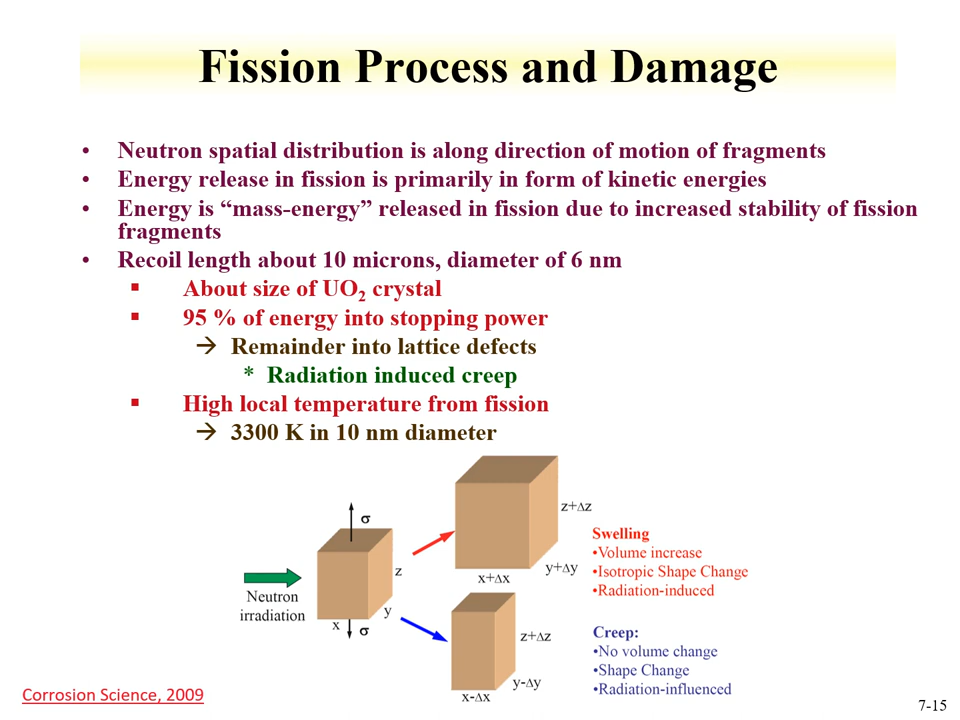 Fission Process and Damage
• Neutron spatial distribution is along direction of motion of fragments
• Energy release in fission is primarily in form of kinetic energies
• Energy is “mass-energy” released in fission due to increased stability of fission
fragments
• Recoil length about 10 microns, diameter of 6 nm
▪ About size of UO₂ crystal
▪ 95 % of energy into stopping power
→ Remainder into lattice defects
* Radiation induced creep
▪ High local temperature from fission
→ 3300 K in 10 nm diameter
σ
z
y
x
σ
Neutron
irradiation
z+Δz
y+Δy
x+Δx
Swelling
•Volume increase
•Isotropic Shape Change
•Radiation-induced
z+Δz
y-Δy
x-Δx
Creep:
•No volume change
•Shape Change
•Radiation-influenced
Corrosion Science, 2009
7-15